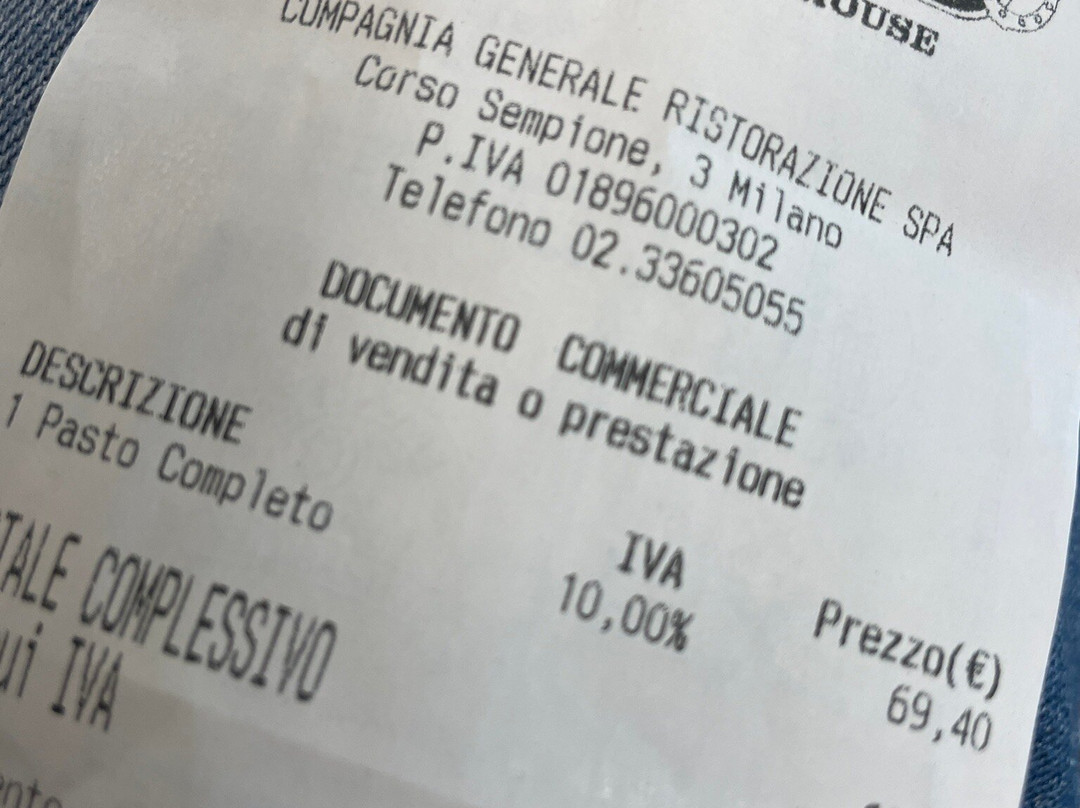 COMPAGNIA GENERALE RISTORAZIONE SPA
Corso Sempione, 3 Milano
P.IVA 01896000302
Telefono 02.33605055
DOCUMENTO COMMERCIALE
di vendita o prestazione
DESCRIZIONE IVA Prezzo(€)
1 Pasto Completo 10,00% 69,40
COMPLESSIVO
IVA